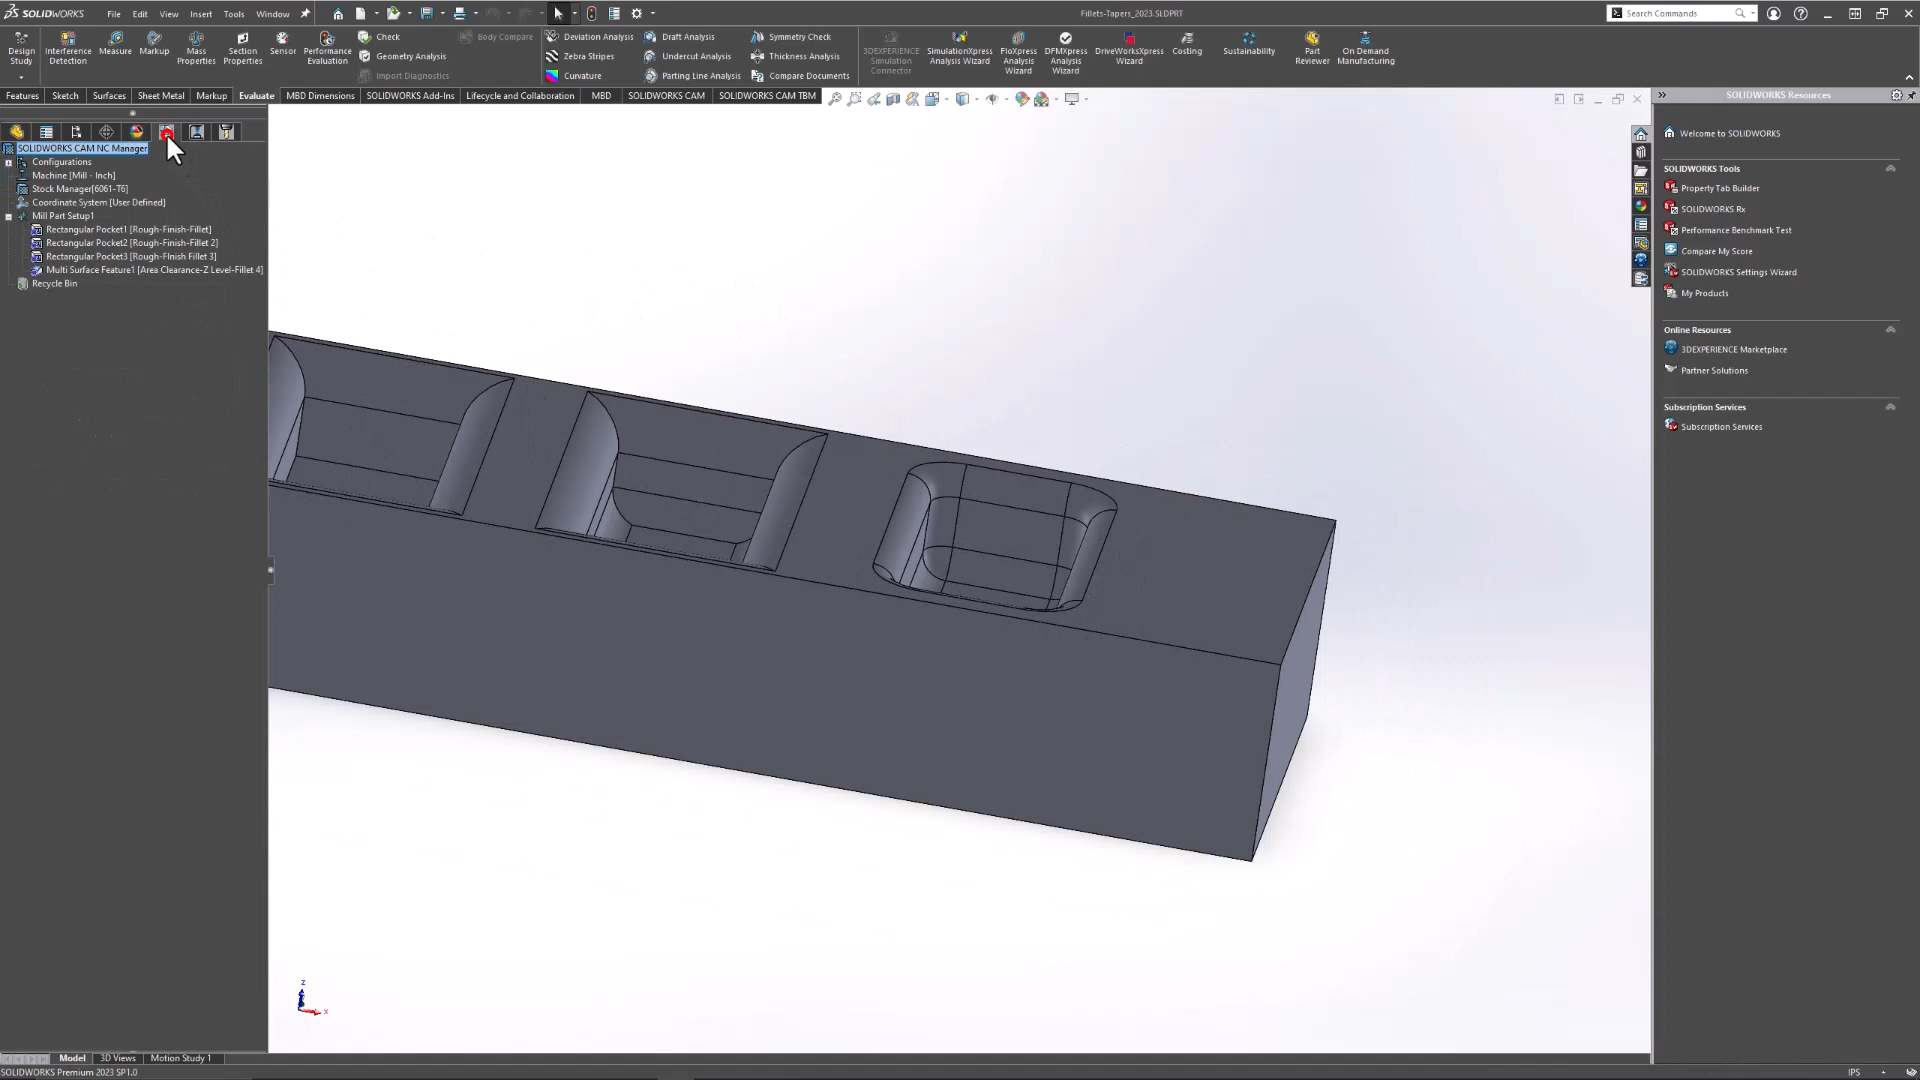 SOLIDWORKS File Edit View Insert Tools Window Fillets-Tapers_2023.SLDPRT Search Commands
Design Study
Interference Detection
Measure
Markup
Mass Properties
Section Properties
Sensor
Performance Evaluation
Check
Geometry Analysis
Import Diagnostics
Body Compare
Deviation Analysis
Zebra Stripes
Curvature
Draft Analysis
Undercut Analysis
Parting Line Analysis
Symmetry Check
Thickness Analysis
Compare Documents
3DEXPERIENCE Simulation Connector
SimulationXpress Analysis Wizard
FloXpress Analysis Wizard
DFMXpress Analysis Wizard
DriveWorksXpress Wizard
Costing
Sustainability
Part Reviewer
On Demand Manufacturing
Features Sketch Surfaces Sheet Metal Markup Evaluate MBD Dimensions SOLIDWORKS Add-Ins Lifecycle and Collaboration MBD SOLIDWORKS CAM SOLIDWORKS CAM TBM
SOLIDWORKS CAM NC Manager
Configurations
Machine [Mill - Inch]
Stock Manager[6061-T6]
Coordinate System [User Defined]
Mill Part Setup1
Rectangular Pocket1 [Rough-Finish-Fillet]
Rectangular Pocket2 [Rough-Finish-Fillet 2]
Rectangular Pocket3 [Rough-FInish Fillet 3]
Multi Surface Feature1 [Area Clearance-Z Level-Fillet 4]
Recycle Bin
z
x
SOLIDWORKS Resources
Welcome to SOLIDWORKS
SOLIDWORKS Tools
Property Tab Builder
SOLIDWORKS Rx
Performance Benchmark Test
Compare My Score
SOLIDWORKS Settings Wizard
My Products
Online Resources
3DEXPERIENCE Marketplace
Partner Solutions
Subscription Services
Subscription Services
Model 3D Views Motion Study 1
SOLIDWORKS Premium 2023 SP1.0
IPS